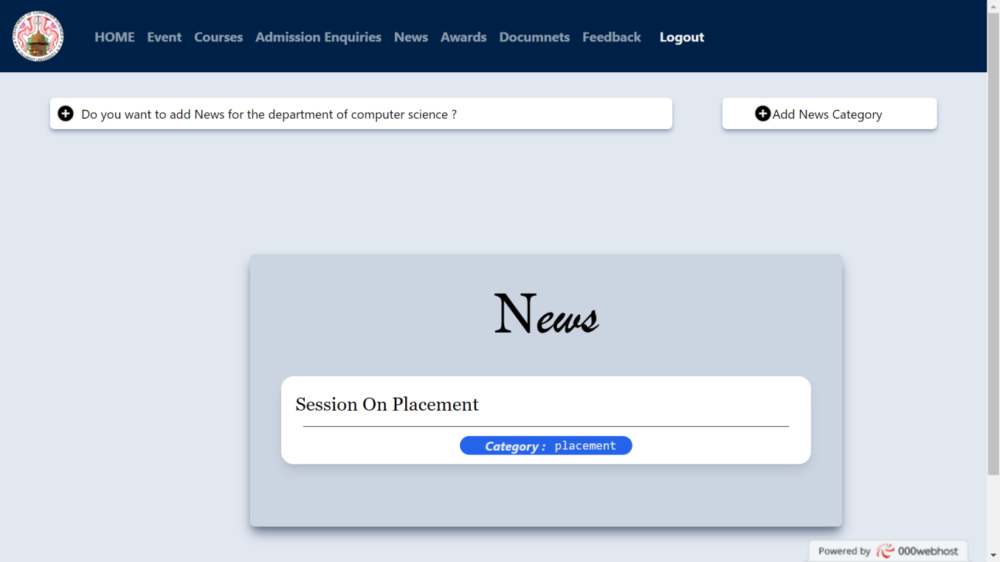 HOME Event Courses Admission Enquiries News Awards Documnets Feedback Logout
Do you want to add News for the department of computer science ?
Add News Category
News
Session On Placement
Category : placement
Powered by 000webhost